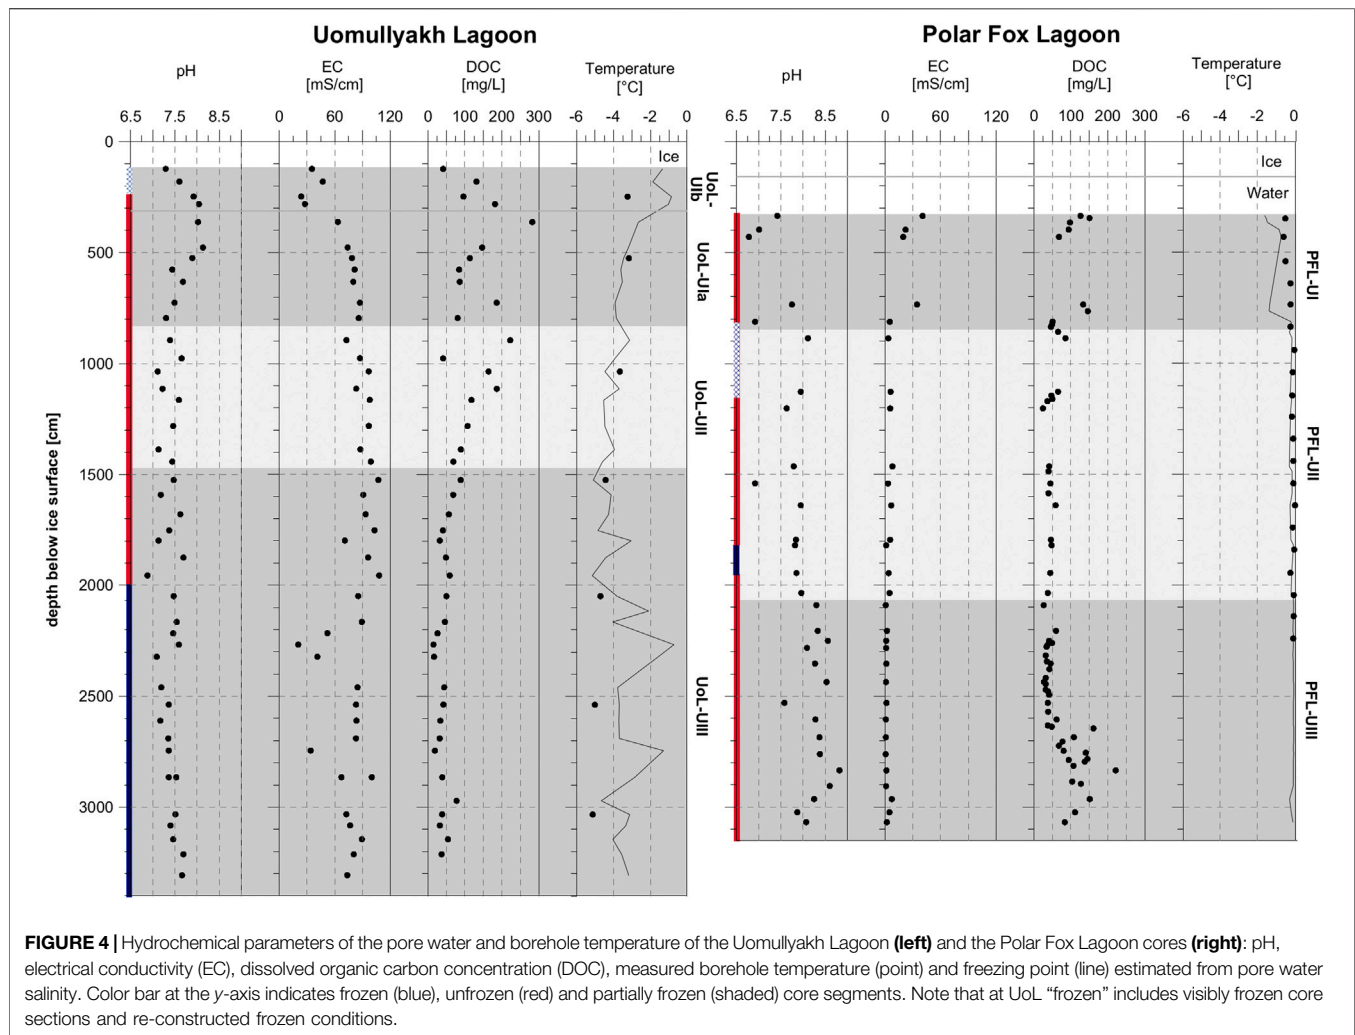 Uomullyakh Lagoon
Polar Fox Lagoon
pH
EC
[mS/cm]
DOC
[mg/L]
Temperature
[°C]
pH
EC
[mS/cm]
DOC
[mg/L]
Temperature
[°C]
6.5 7.5 8.5 0 60 120 0 100 200 300 -6 -4 -2 0
6.5 7.5 8.5 0 60 120 0 100 200 300 -6 -4 -2 0
0
500
1000
1500
2000
2500
3000
depth below ice surface [cm]
Ice
UoL-
UIb
UoL-UIa
UoL-UII
UoL-UIII
Ice
Water
PFL-UI
PFL-UII
PFL-UIII
FIGURE 4 | Hydrochemical parameters of the pore water and borehole temperature of the Uomullyakh Lagoon (left) and the Polar Fox Lagoon cores (right): pH,
electrical conductivity (EC), dissolved organic carbon concentration (DOC), measured borehole temperature (point) and freezing point (line) estimated from pore water
salinity. Color bar at the y-axis indicates frozen (blue), unfrozen (red) and partially frozen (shaded) core segments. Note that at UoL “frozen” includes visibly frozen core
sections and re-constructed frozen conditions.